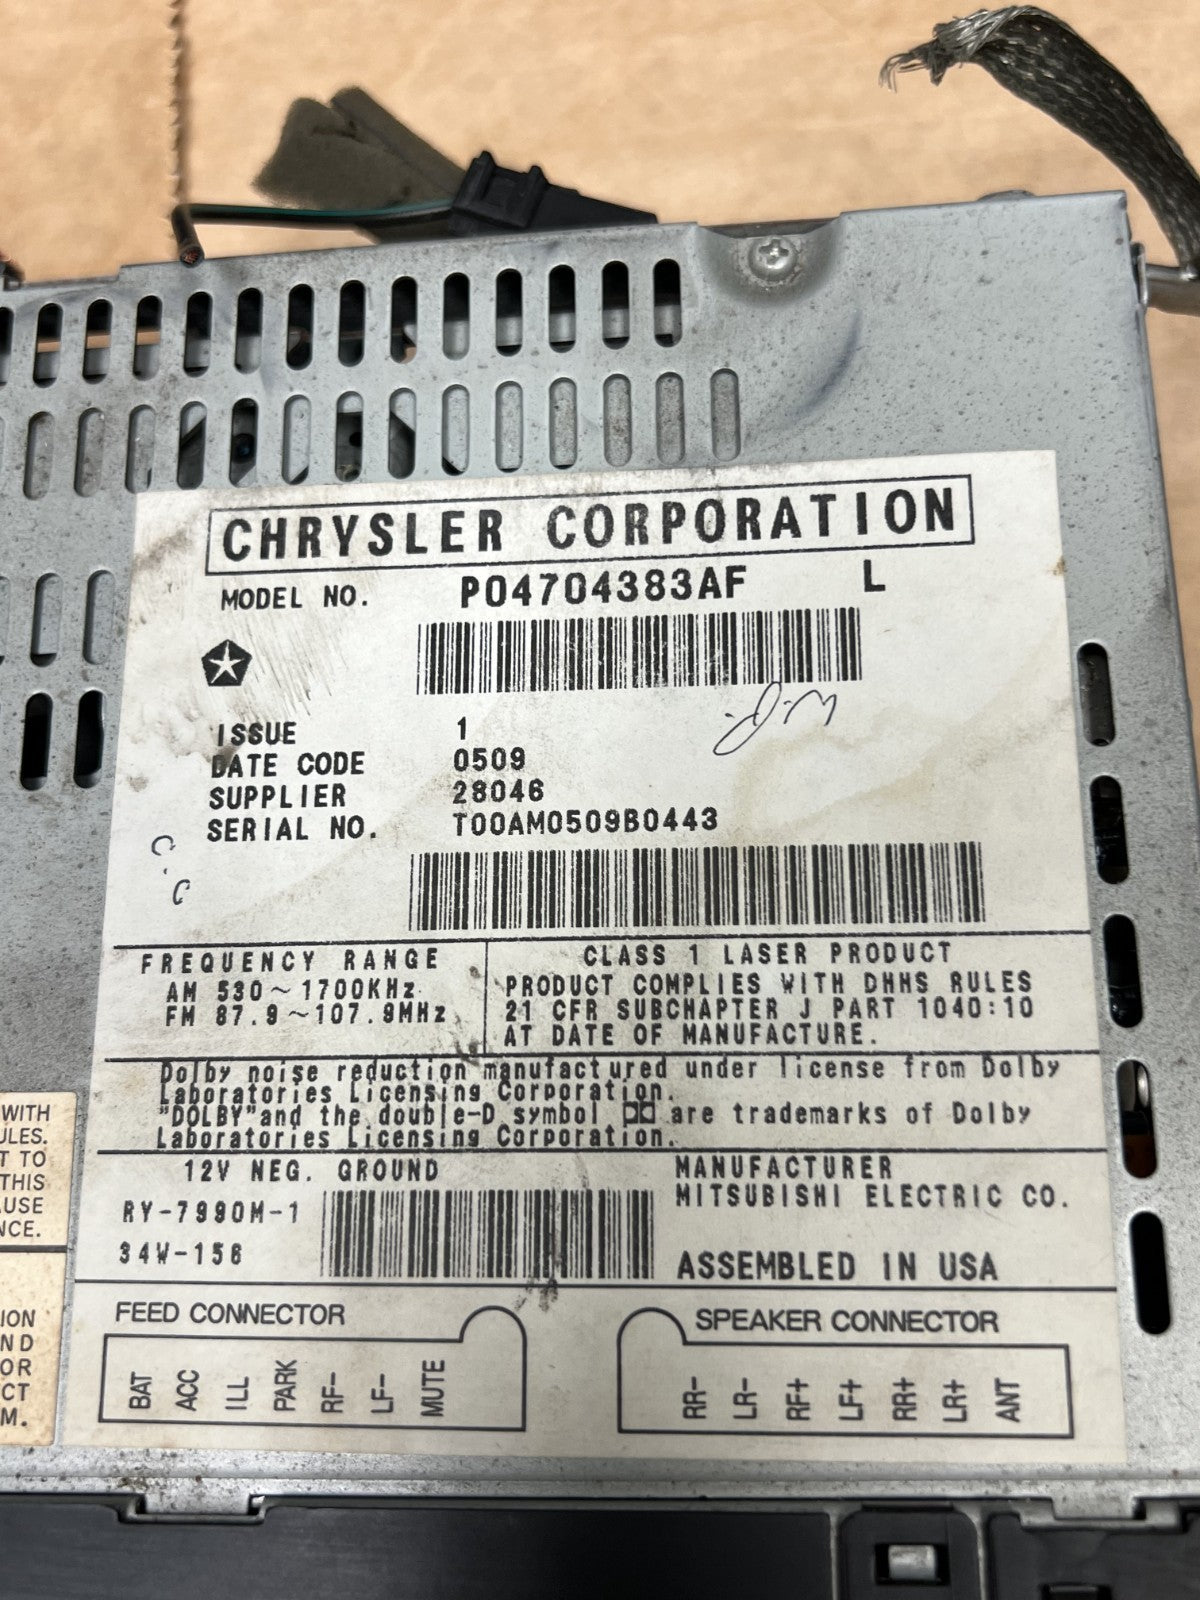 CHRYSLER CORPORATION
MODEL NO. P04704383AF L
ISSUE 1
DATE CODE 0509
SUPPLIER 28046
SERIAL NO. T00AM0509B0443
C.C
FREQUENCY RANGE
AM 530~1700KHz
FM 87.9~107.9MHz
CLASS 1 LASER PRODUCT
PRODUCT COMPLIES WITH DHHS RULES
21 CFR SUBCHAPTER J PART 1040:10
AT DATE OF MANUFACTURE.
Dolby noise reduction manufactured under license from Dolby
Laboratories Licensing Corporation.
"DOLBY"and the double-D symbol are trademarks of Dolby
Laboratories Licensing Corporation.
12V NEG. GROUND
RY-7990M-1
34W-156
MANUFACTURER
MITSUBISHI ELECTRIC CO.
ASSEMBLED IN USA
FEED CONNECTOR
BAT ACC ILL PARK RF- LF- MUTE
SPEAKER CONNECTOR
RR- LR- RF+ LF+ RR+ LR+ ANT
WITH
ULES.
T TO
THIS
AUSE
NCE.
ION
ND
OR
CT
M.